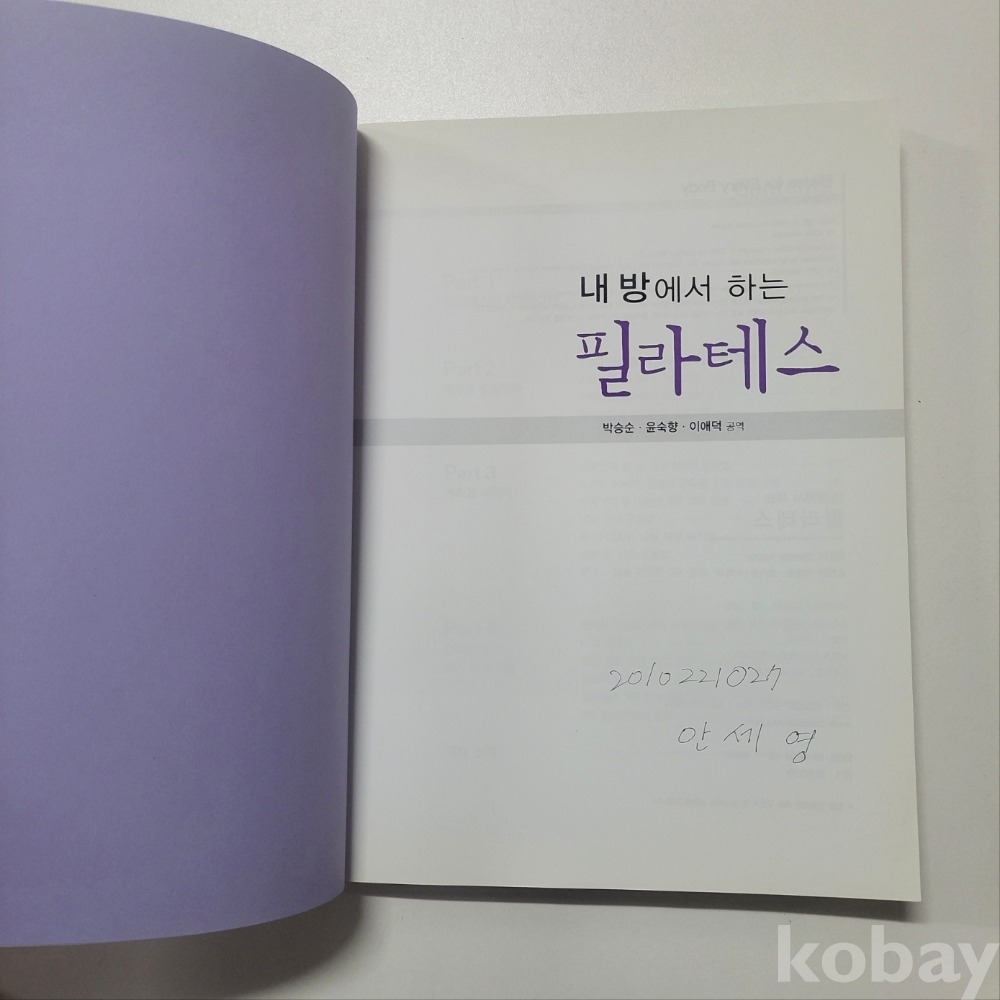 내 방에서 하는
필라테스
박승순 · 윤숙향 · 이애덕 공역
2010221027
안세영
kobay